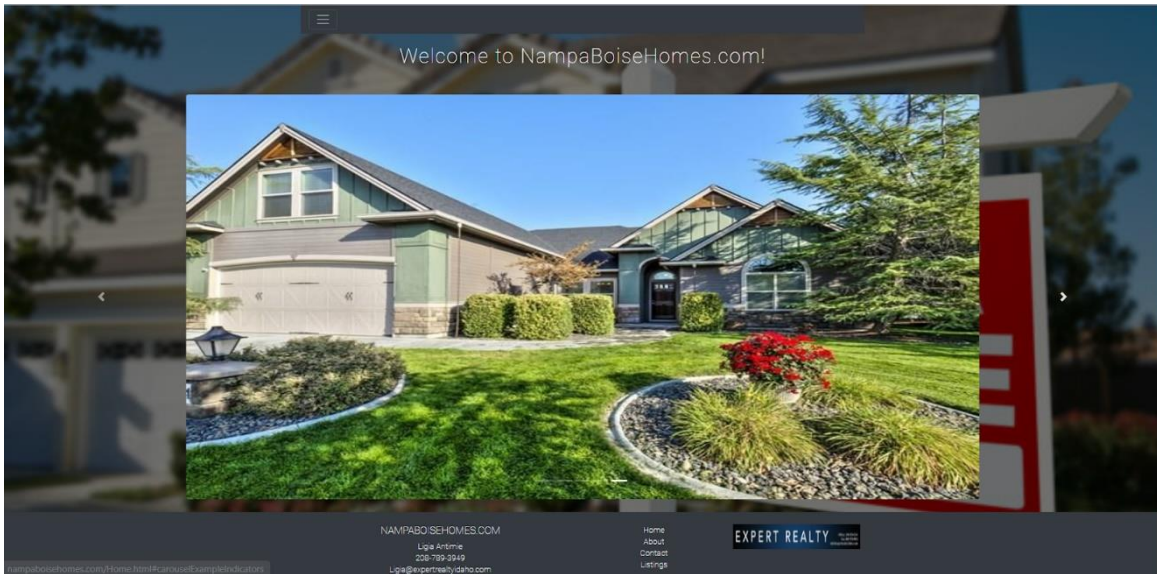 Welcome to NampaBoiseHomes.com!
NAMPABOISEHOMES.COM
Ligia Antimie
208-789-3949
Ligia@expertrealtyidaho.com
Home
About
Contact
Listings
EXPERT REALTY
nampaboisehomes.com/Home.html#carouselExampleIndicators